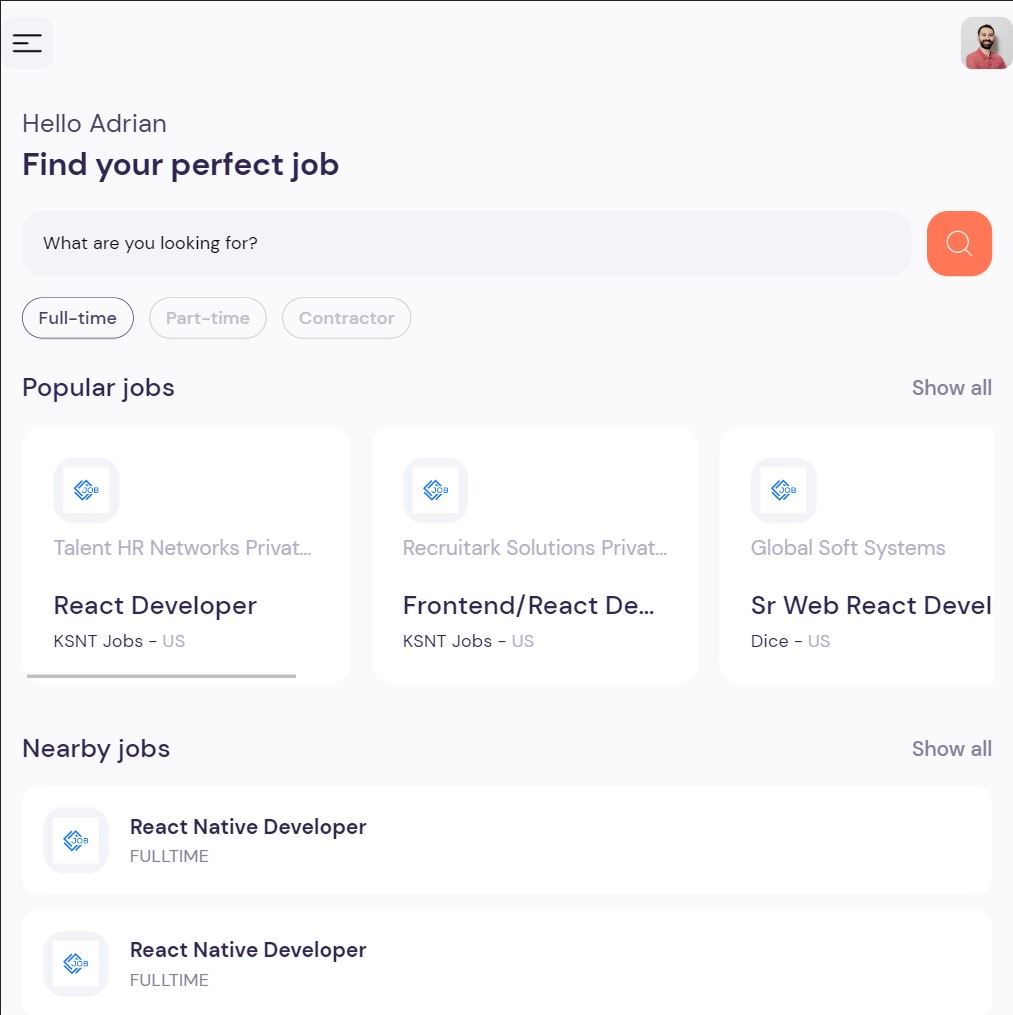 Hello Adrian
Find your perfect job
What are you looking for?
Full-time Part-time Contractor
Popular jobs Show all
JOB JOB JOB
Talent HR Networks Privat... Recruitark Solutions Privat... Global Soft Systems
React Developer Frontend/React De... Sr Web React Devel
KSNT Jobs - US KSNT Jobs - US Dice - US
Nearby jobs Show all
JOB
React Native Developer
FULLTIME
JOB
React Native Developer
FULLTIME